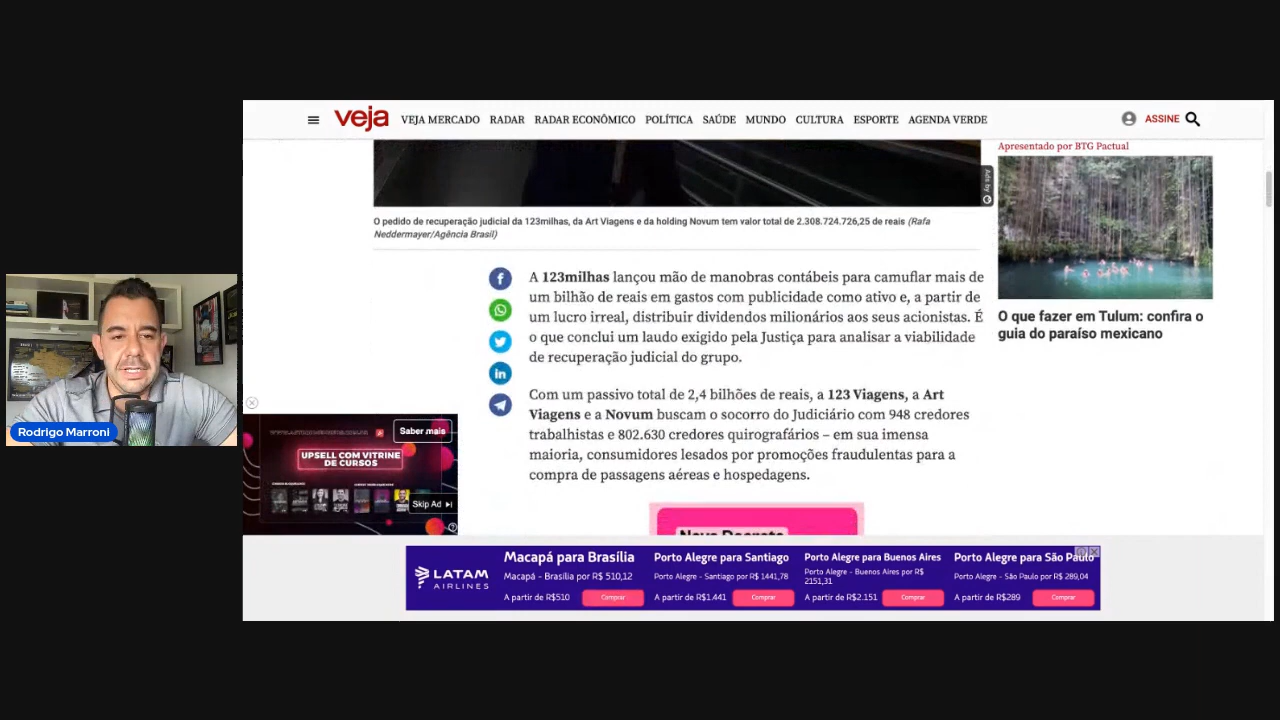 veja
VEJA MERCADO RADAR RADAR ECONÔMICO POLÍTICA SAÚDE MUNDO CULTURA ESPORTE AGENDA VERDE
ASSINE
Apresentado por BTG Pactual
Ads by
O pedido de recuperação judicial da 123milhas, da Art Viagens e da holding Novum tem valor total de 2.308.724.726,25 de reais (Rafa
Neddermayer/Agência Brasil)
A 123milhas lançou mão de manobras contábeis para camuflar mais de
um bilhão de reais em gastos com publicidade como ativo e, a partir de
um lucro irreal, distribuir dividendos milionários aos seus acionistas. É
o que conclui um laudo exigido pela Justiça para analisar a viabilidade
de recuperação judicial do grupo.
O que fazer em Tulum: confira o
guia do paraíso mexicano
Com um passivo total de 2,4 bilhões de reais, a 123 Viagens, a Art
Viagens e a Novum buscam o socorro do Judiciário com 948 credores
trabalhistas e 802.630 credores quirografários – em sua imensa
maioria, consumidores lesados por promoções fraudulentas para a
compra de passagens aéreas e hospedagens.
Rodrigo Marroni
Saber mais
UPSELL COM VITRINE
DE CURSOS
Skip Ad
LATAM
AIRLINES
Macapá para Brasília
Macapá - Brasília por R$ 510,12
A partir de R$510
Comprar
Porto Alegre para Santiago
Porto Alegre - Santiago por R$ 1441,78
A partir de R$1.441
Comprar
Porto Alegre para Buenos Aires
Porto Alegre - Buenos Aires por R$
2151,31
A partir de R$2.151
Comprar
Porto Alegre para São Paulo
Porto Alegre - São Paulo por R$ 289,04
A partir de R$289
Comprar